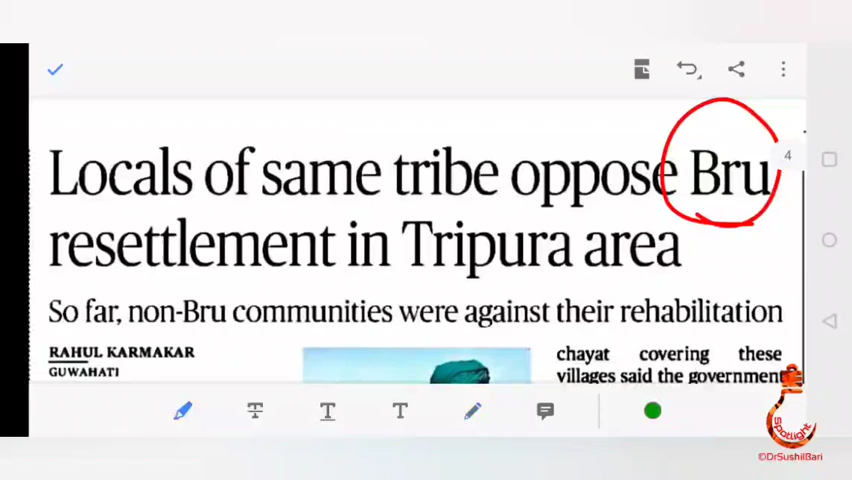 4
Locals of same tribe oppose Bru
resettlement in Tripura area
So far, non-Bru communities were against their rehabilitation
RAHUL KARMAKAR
GUWAHATI
chayat covering these
villages said the government
T
T
T
Spotlight
©DrSushilBari